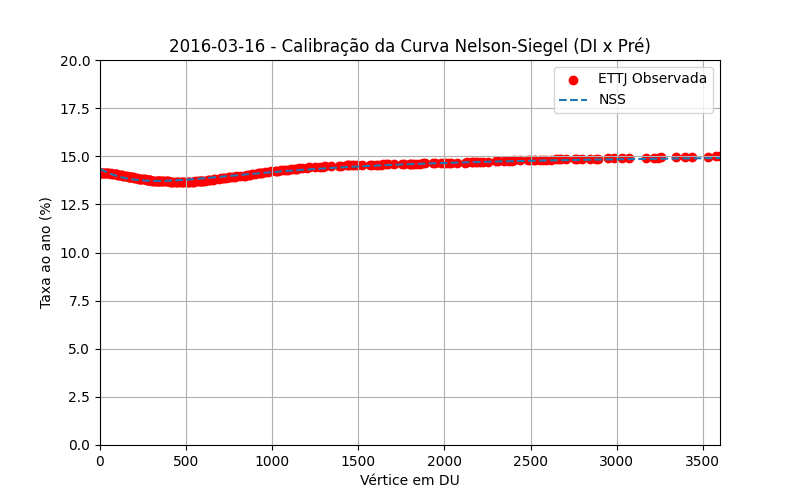 2016-03-16 - Calibração da Curva Nelson-Siegel (DI x Pré)
ETTJ Observada
NSS
Taxa ao ano (%)
20.0
17.5
15.0
12.5
10.0
7.5
5.0
2.5
0.0
0 500 1000 1500 2000 2500 3000 3500
Vértice em DU